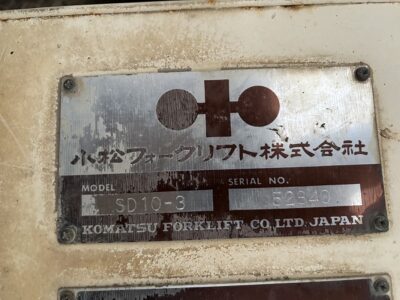 小松フォークリフト株式会社
MODEL SERIAL NO.
SD10-3 52940
KOMATSU FORKLIFT CO.,LTD. JAPAN